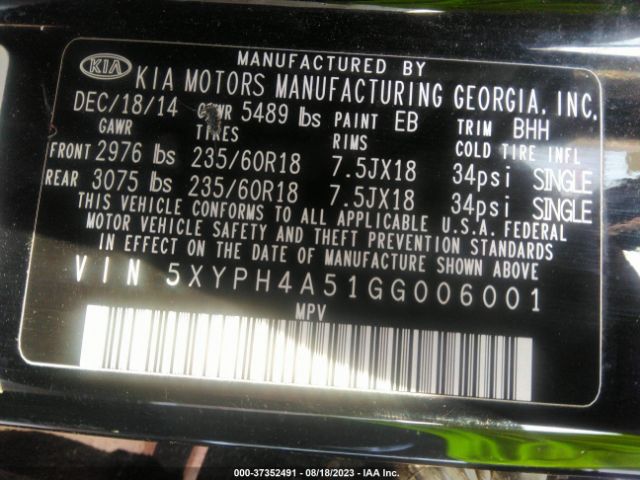 MANUFACTURED BY
KIA KIA MOTORS MANUFACTURING GEORGIA, INC.
DEC/18/14 GVWR 5489 lbs PAINT EB TRIM BHH
GAWR TIRES RIMS COLD TIRE INFL
FRONT 2976 lbs 235/60R18 7.5JX18 34psi SINGLE
REAR 3075 lbs 235/60R18 7.5JX18 34psi SINGLE
THIS VEHICLE CONFORMS TO ALL APPLICABLE U.S.A. FEDERAL
MOTOR VEHICLE SAFETY AND THEFT PREVENTION STANDARDS
IN EFFECT ON THE DATE OF MANUFACTURE SHOWN ABOVE
VIN 5XYPH4A51GG006001
MPV
000-37352491 - 08/18/2023 - IAA Inc.